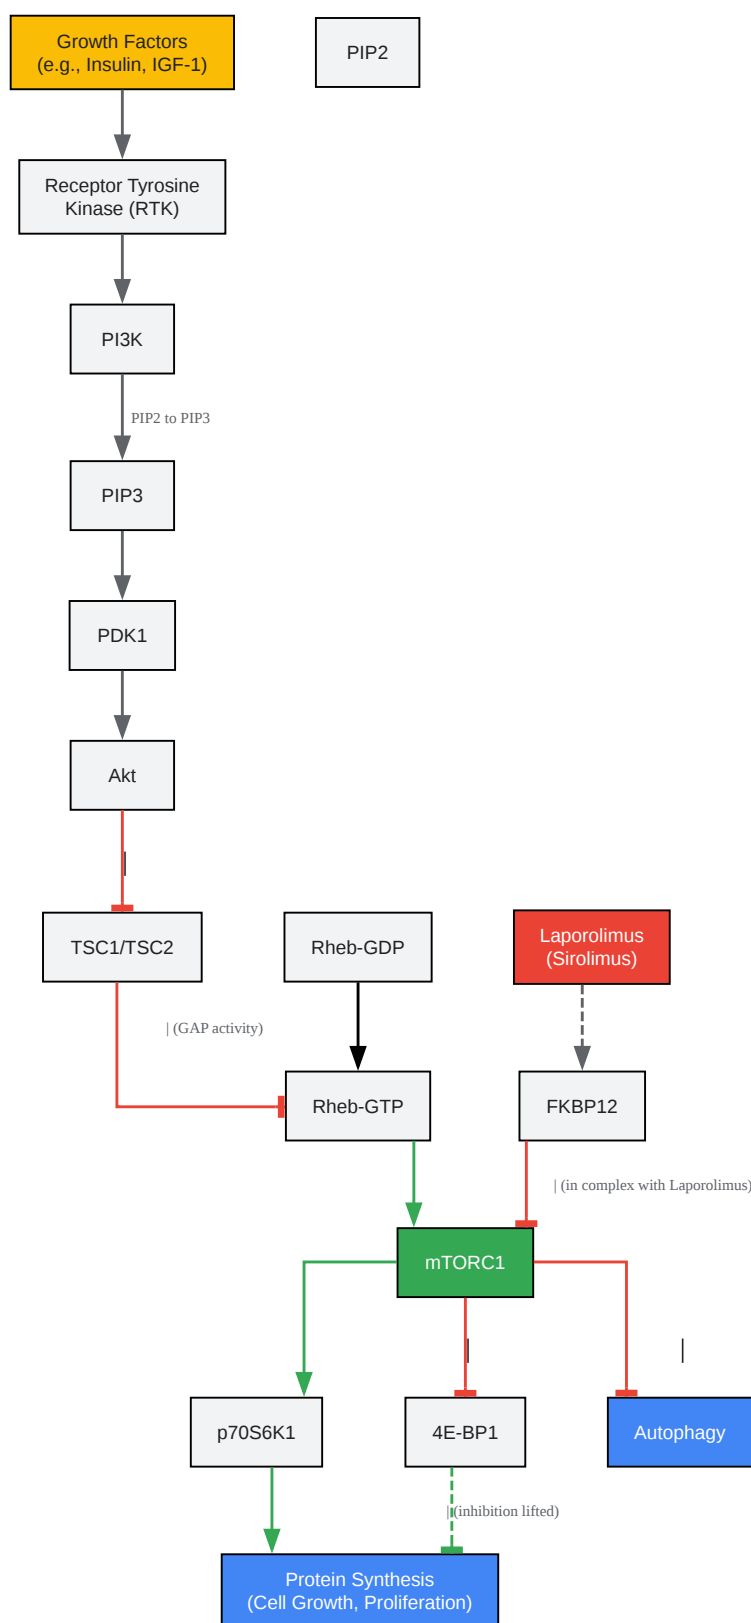 Growth Factors
(e.g., Insulin, IGF-1)
PIP2
Receptor Tyrosine
Kinase (RTK)
PI3K
PIP2 to PIP3
PIP3
PDK1
Akt
|
TSC1/TSC2
Rheb-GDP
Laporolimus
(Sirolimus)
| (GAP activity)
Rheb-GTP
FKBP12
| (in complex with Laporolimus)
mTORC1
|
|
p70S6K1
4E-BP1
Autophagy
| (inhibition lifted)
Protein Synthesis
(Cell Growth, Proliferation)